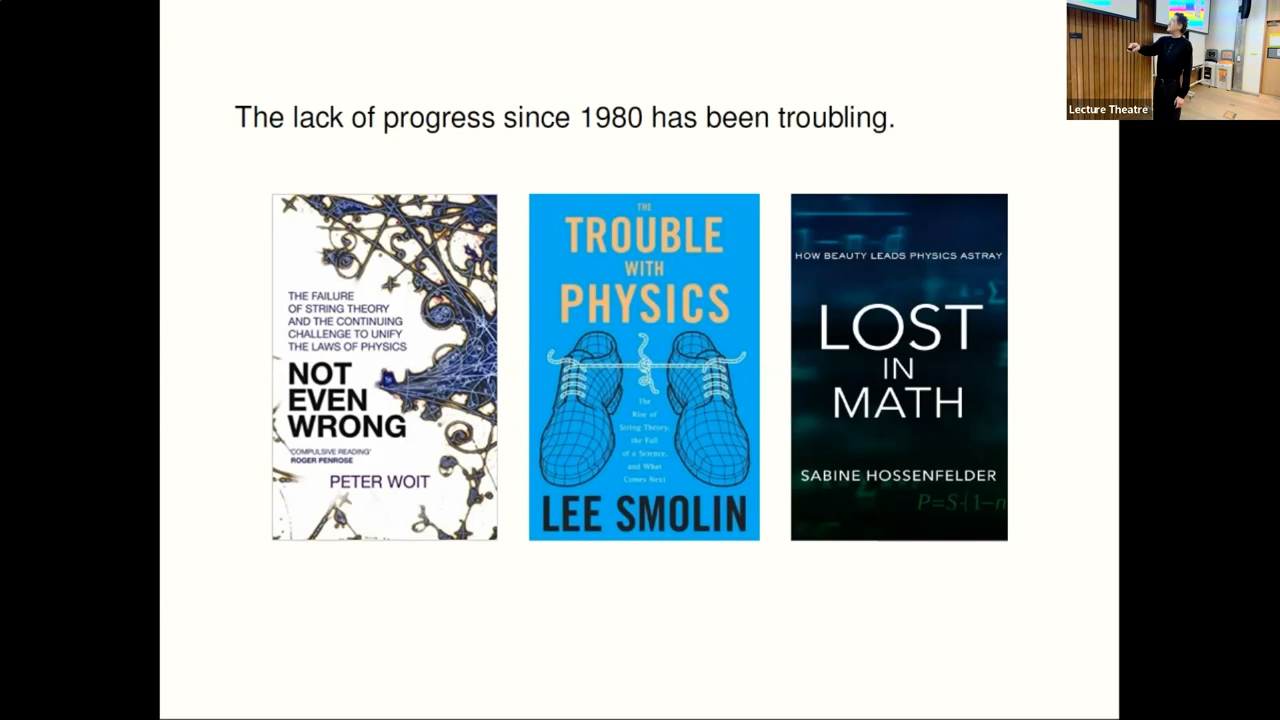 Lecture Theatre
The lack of progress since 1980 has been troubling.
THE FAILURE
OF STRING THEORY
AND THE CONTINUING
CHALLENGE TO UNIFY
THE LAWS OF PHYSICS
NOT
EVEN
WRONG
'COMPULSIVE READING'
ROGER PENROSE
PETER WOIT
THE
TROUBLE
WITH
PHYSICS
The
Rise of
String Theory,
the Fall
of a Science,
and What
Comes Next
LEE SMOLIN
HOW BEAUTY LEADS PHYSICS ASTRAY
LOST
IN
MATH
SABINE HOSSENFELDER
P=S·(1−n